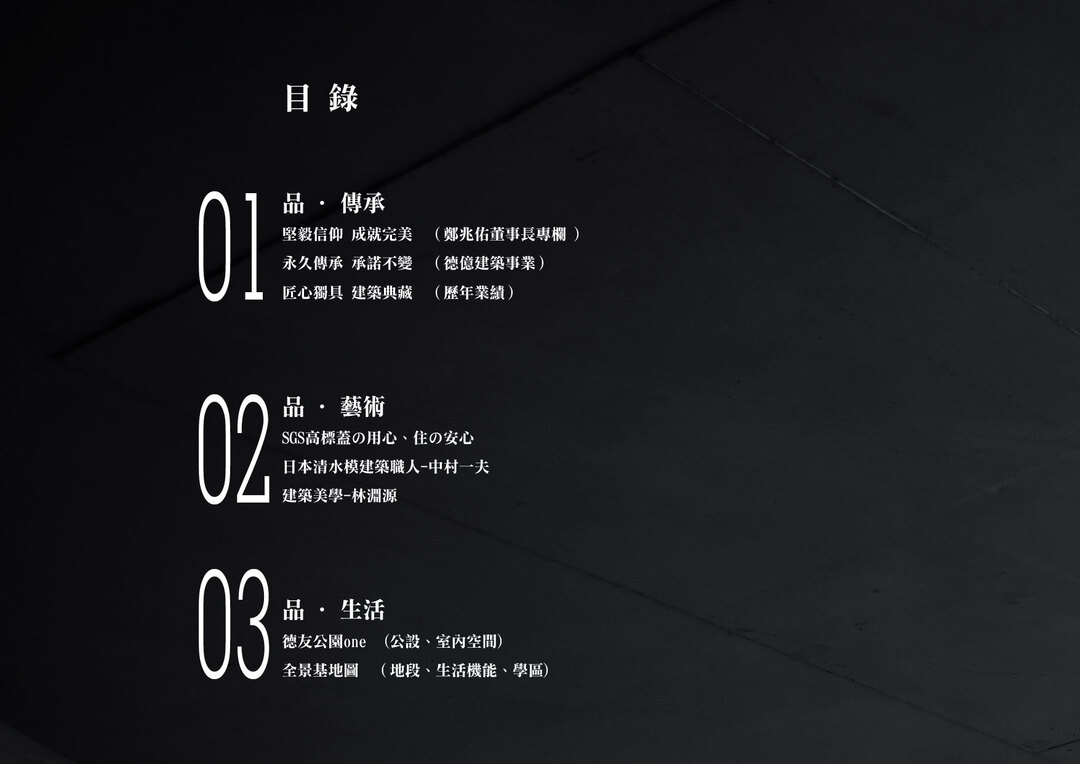 目 錄
01
品 · 傳承
堅毅信仰 成就完美 （鄭兆佑董事長專欄 ）
永久傳承 承諾不變 （德億建築事業）
匠心獨具 建築典藏 （歷年業績）
02
品 · 藝術
SGS高標蓋の用心、住の安心
日本清水模建築職人-中村一夫
建築美學-林淵源
03
品 · 生活
德友公園one （公設、室內空間）
全景基地圖 （地段、生活機能、學區）